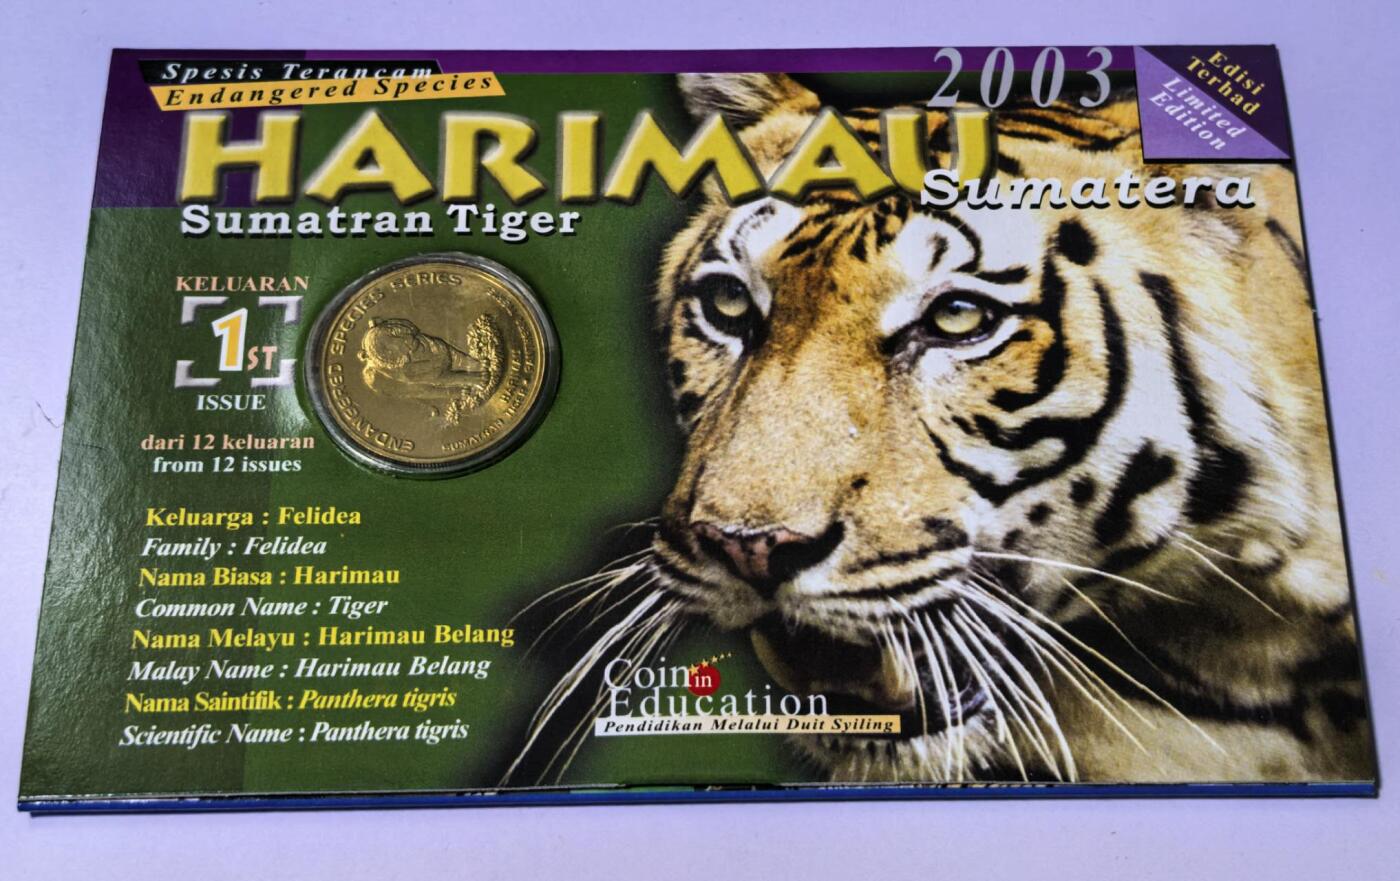 Spesis Terancam
Endangered Species
2003
Edisi
Terhad
Limited
Edition
HARIMAU
Sumatera
Sumatran Tiger
KELUARAN
1ST
ISSUE
dari 12 keluaran
from 12 issues
ENDANGERED SPECIES SERIES
SUMATRAN TIGER
Keluarga : Felidea
Family : Felidea
Nama Biasa : Harimau
Common Name : Tiger
Nama Melayu : Harimau Belang
Malay Name : Harimau Belang
Nama Saintifik : Panthera tigris
Scientific Name : Panthera tigris
Coin in
Education
Pendidikan Melalui Duit Syiling